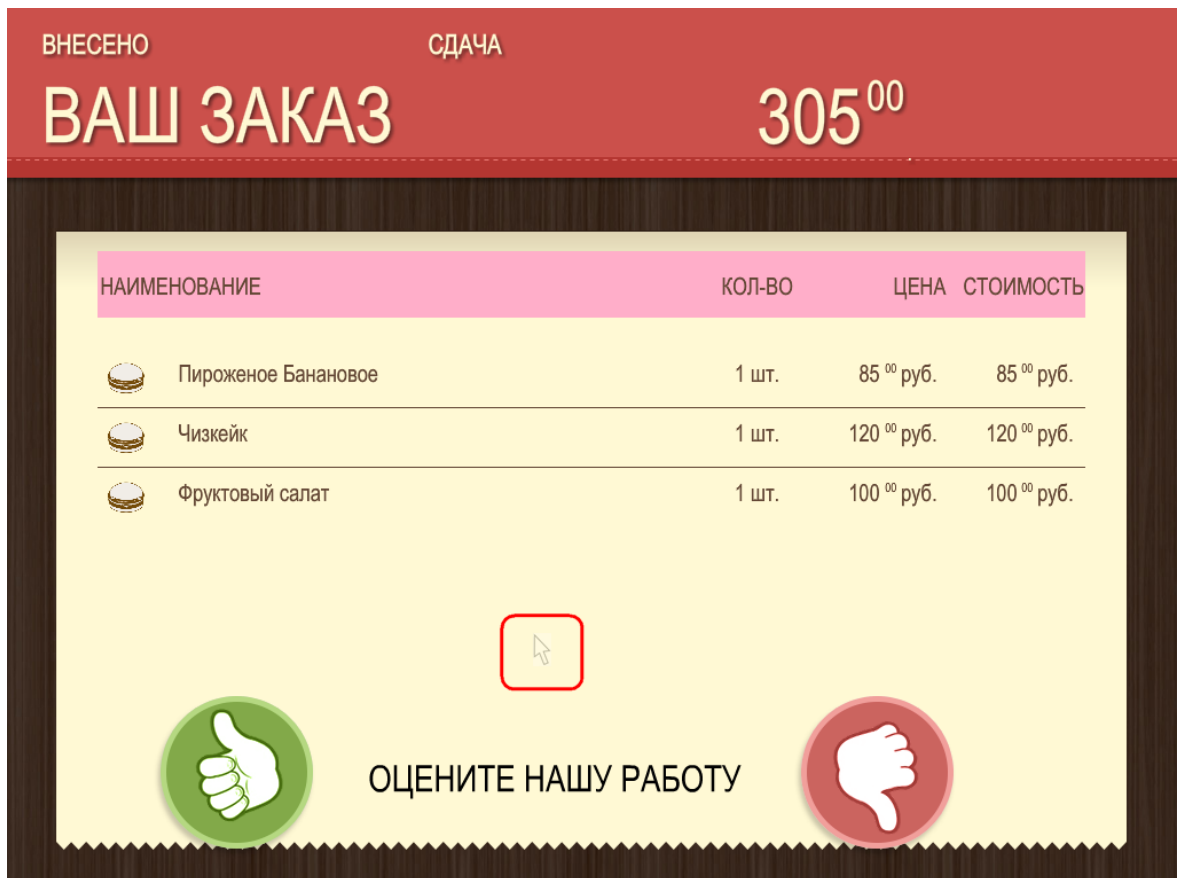 ВНЕСЕНО СДАЧА
ВАШ ЗАКАЗ 305 00
НАИМЕНОВАНИЕ КОЛ-ВО ЦЕНА СТОИМОСТЬ
Пироженое Банановое 1 шт. 85 00 руб. 85 00 руб.
Чизкейк 1 шт. 120 00 руб. 120 00 руб.
Фруктовый салат 1 шт. 100 00 руб. 100 00 руб.
ОЦЕНИТЕ НАШУ РАБОТУ